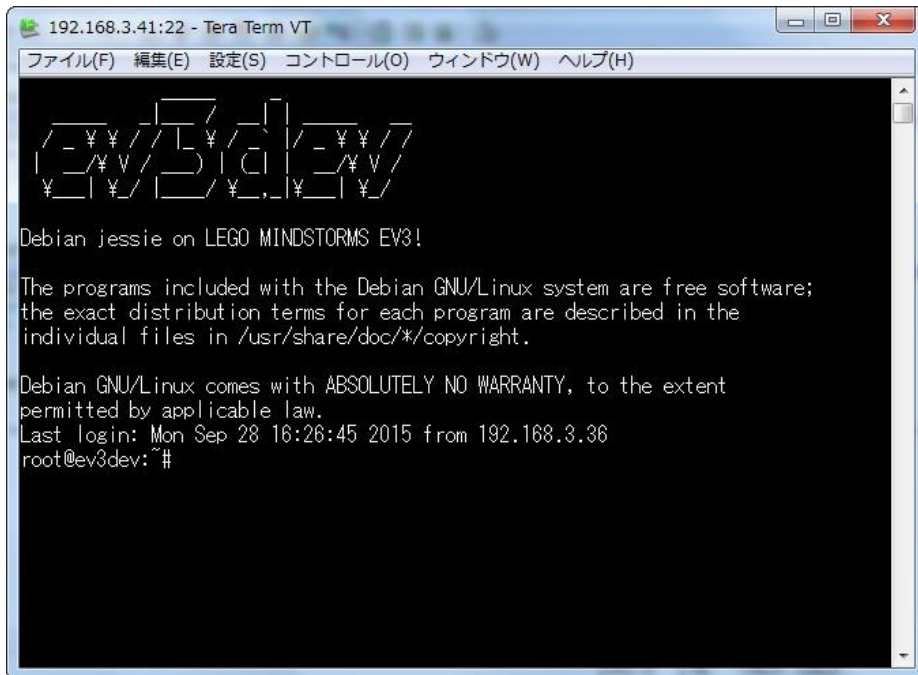 192.168.3.41:22 - Tera Term VT
ファイル(F) 編集(E) 設定(S) コントロール(O) ウィンドウ(W) ヘルプ(H)
ev3dev
Debian jessie on LEGO MINDSTORMS EV3!
The programs included with the Debian GNU/Linux system are free software;
the exact distribution terms for each program are described in the
individual files in /usr/share/doc/*/copyright.
Debian GNU/Linux comes with ABSOLUTELY NO WARRANTY, to the extent
permitted by applicable law.
Last login: Mon Sep 28 16:26:45 2015 from 192.168.3.36
root@ev3dev:~#